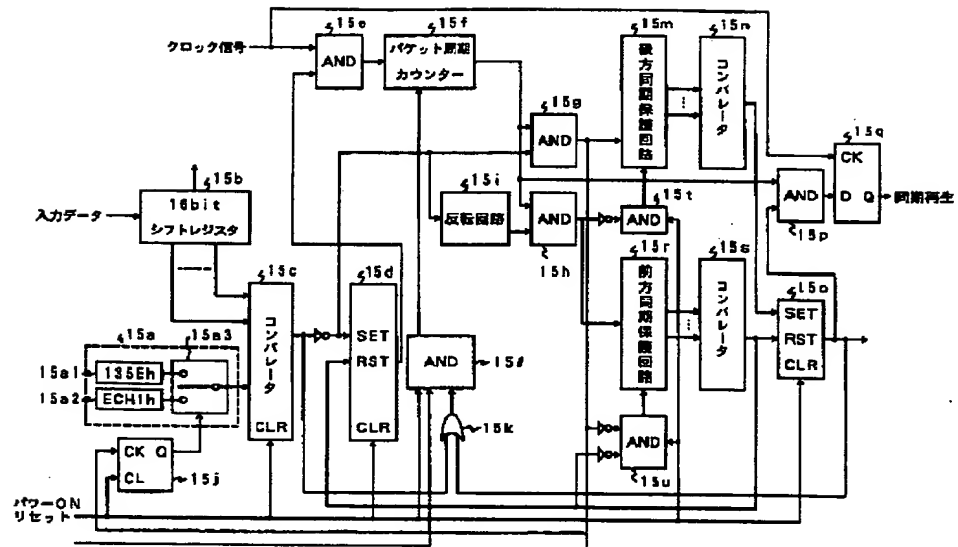 15e
15f
15m
15n
クロック信号
AND
パケット周期
カウンター
後方同期保護回路
コンパレータ
15g
AND
15q
CK
D Q
同期再生
15b
16bit
シフトレジスタ
入力データ
15i
反転回路
AND
15h
15t
AND
AND
15p
15c
コンパレータ
CLR
15d
SET
RST
CLR
15r
前方同期保護回路
15s
コンパレータ
15o
SET
RST
CLR
15a
15a3
15a1
135Eh
15a2
AND
15ℓ
15k
AND
15u
CK Q
CL
15j
パワーON
リセット